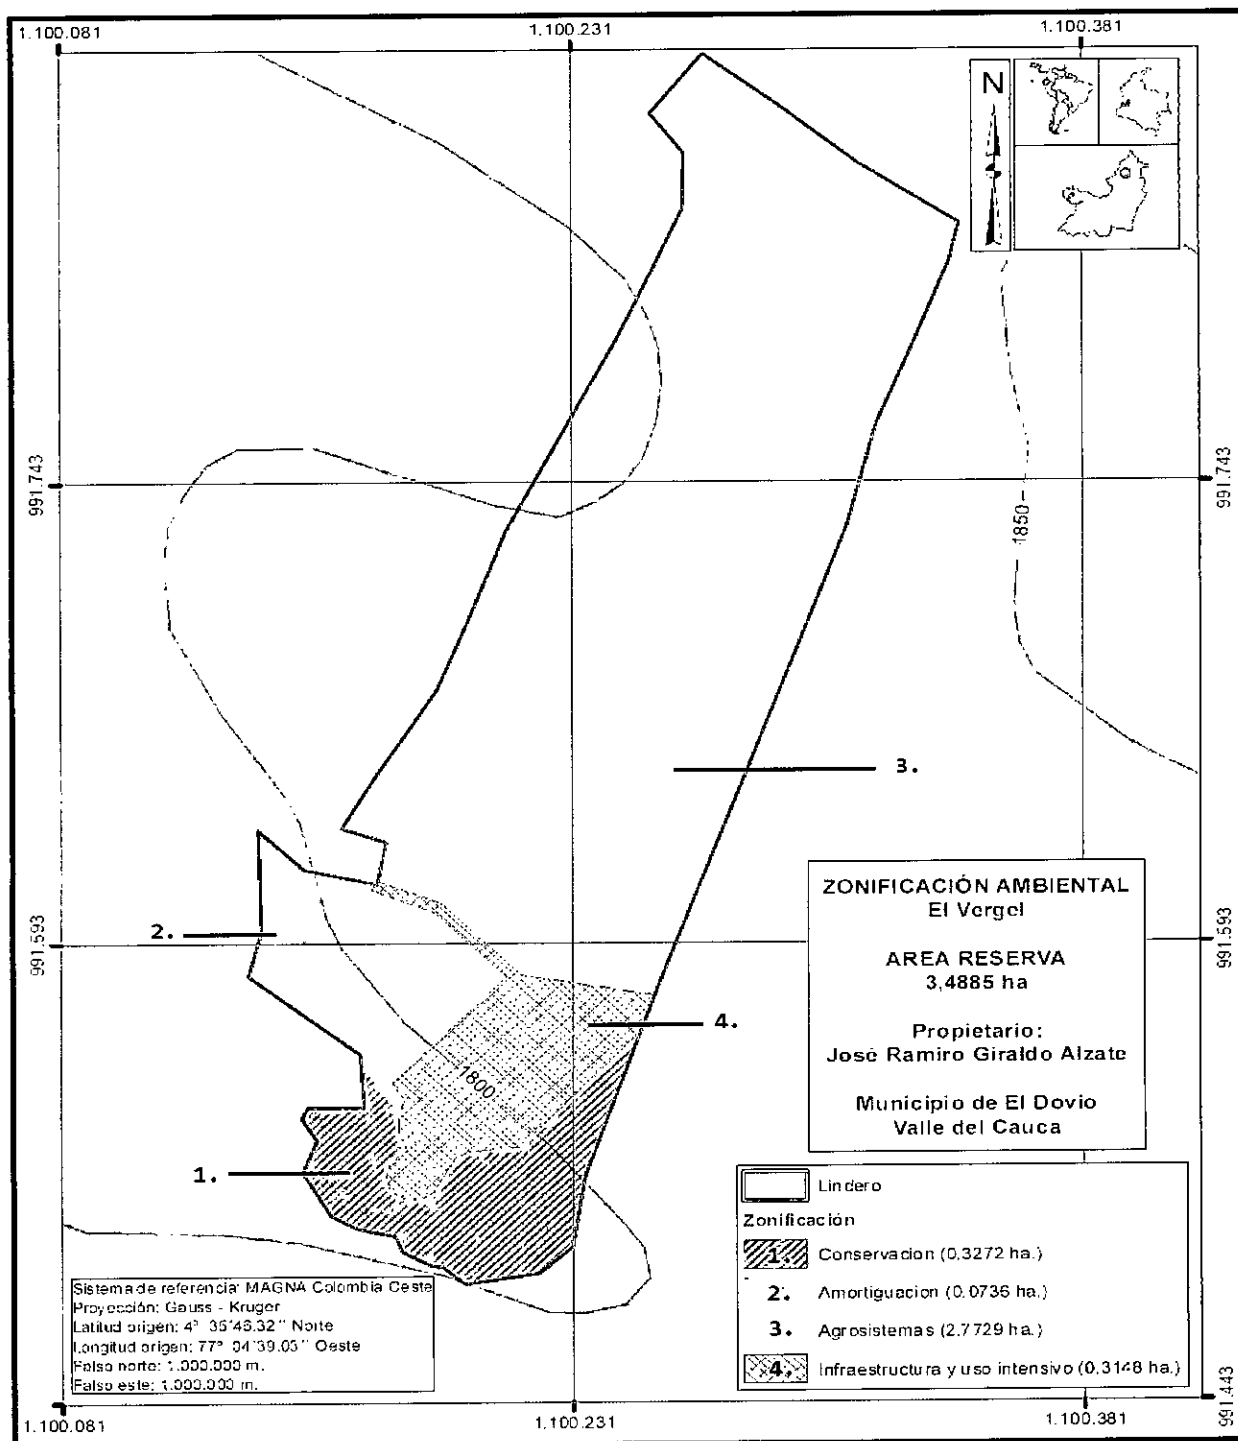 1.100.081
1.100.231
1.100.381
N
991.743
991.743
1850
3.
ZONIFICACIÓN AMBIENTAL
El Vergel
AREA RESERVA
3,4885 ha
Propietario:
José Ramiro Giraldo Alzate
Municipio de El Dovio
Valle del Cauca
2.
991.593
991.593
4.
1800
1.
Lindero
Zonificación
1. Conservacion (0.3272 ha.)
2. Amortiguacion (0.0736 ha.)
3. Agrosistemas (2.7729 ha.)
4. Infraestructura y uso intensivo (0.3148 ha.)
Sistema de referencia: MAGNA Colombia Oeste
Proyección: Gauss - Kruger
Latitud origen: 4° 35'46.32'' Norte
Longitud origen: 77° 04'39.03'' Oeste
Falso norte: 1.000.000 m.
Falso este: 1.000.000 m.
991.443
1.100.081
1.100.231
1.100.381